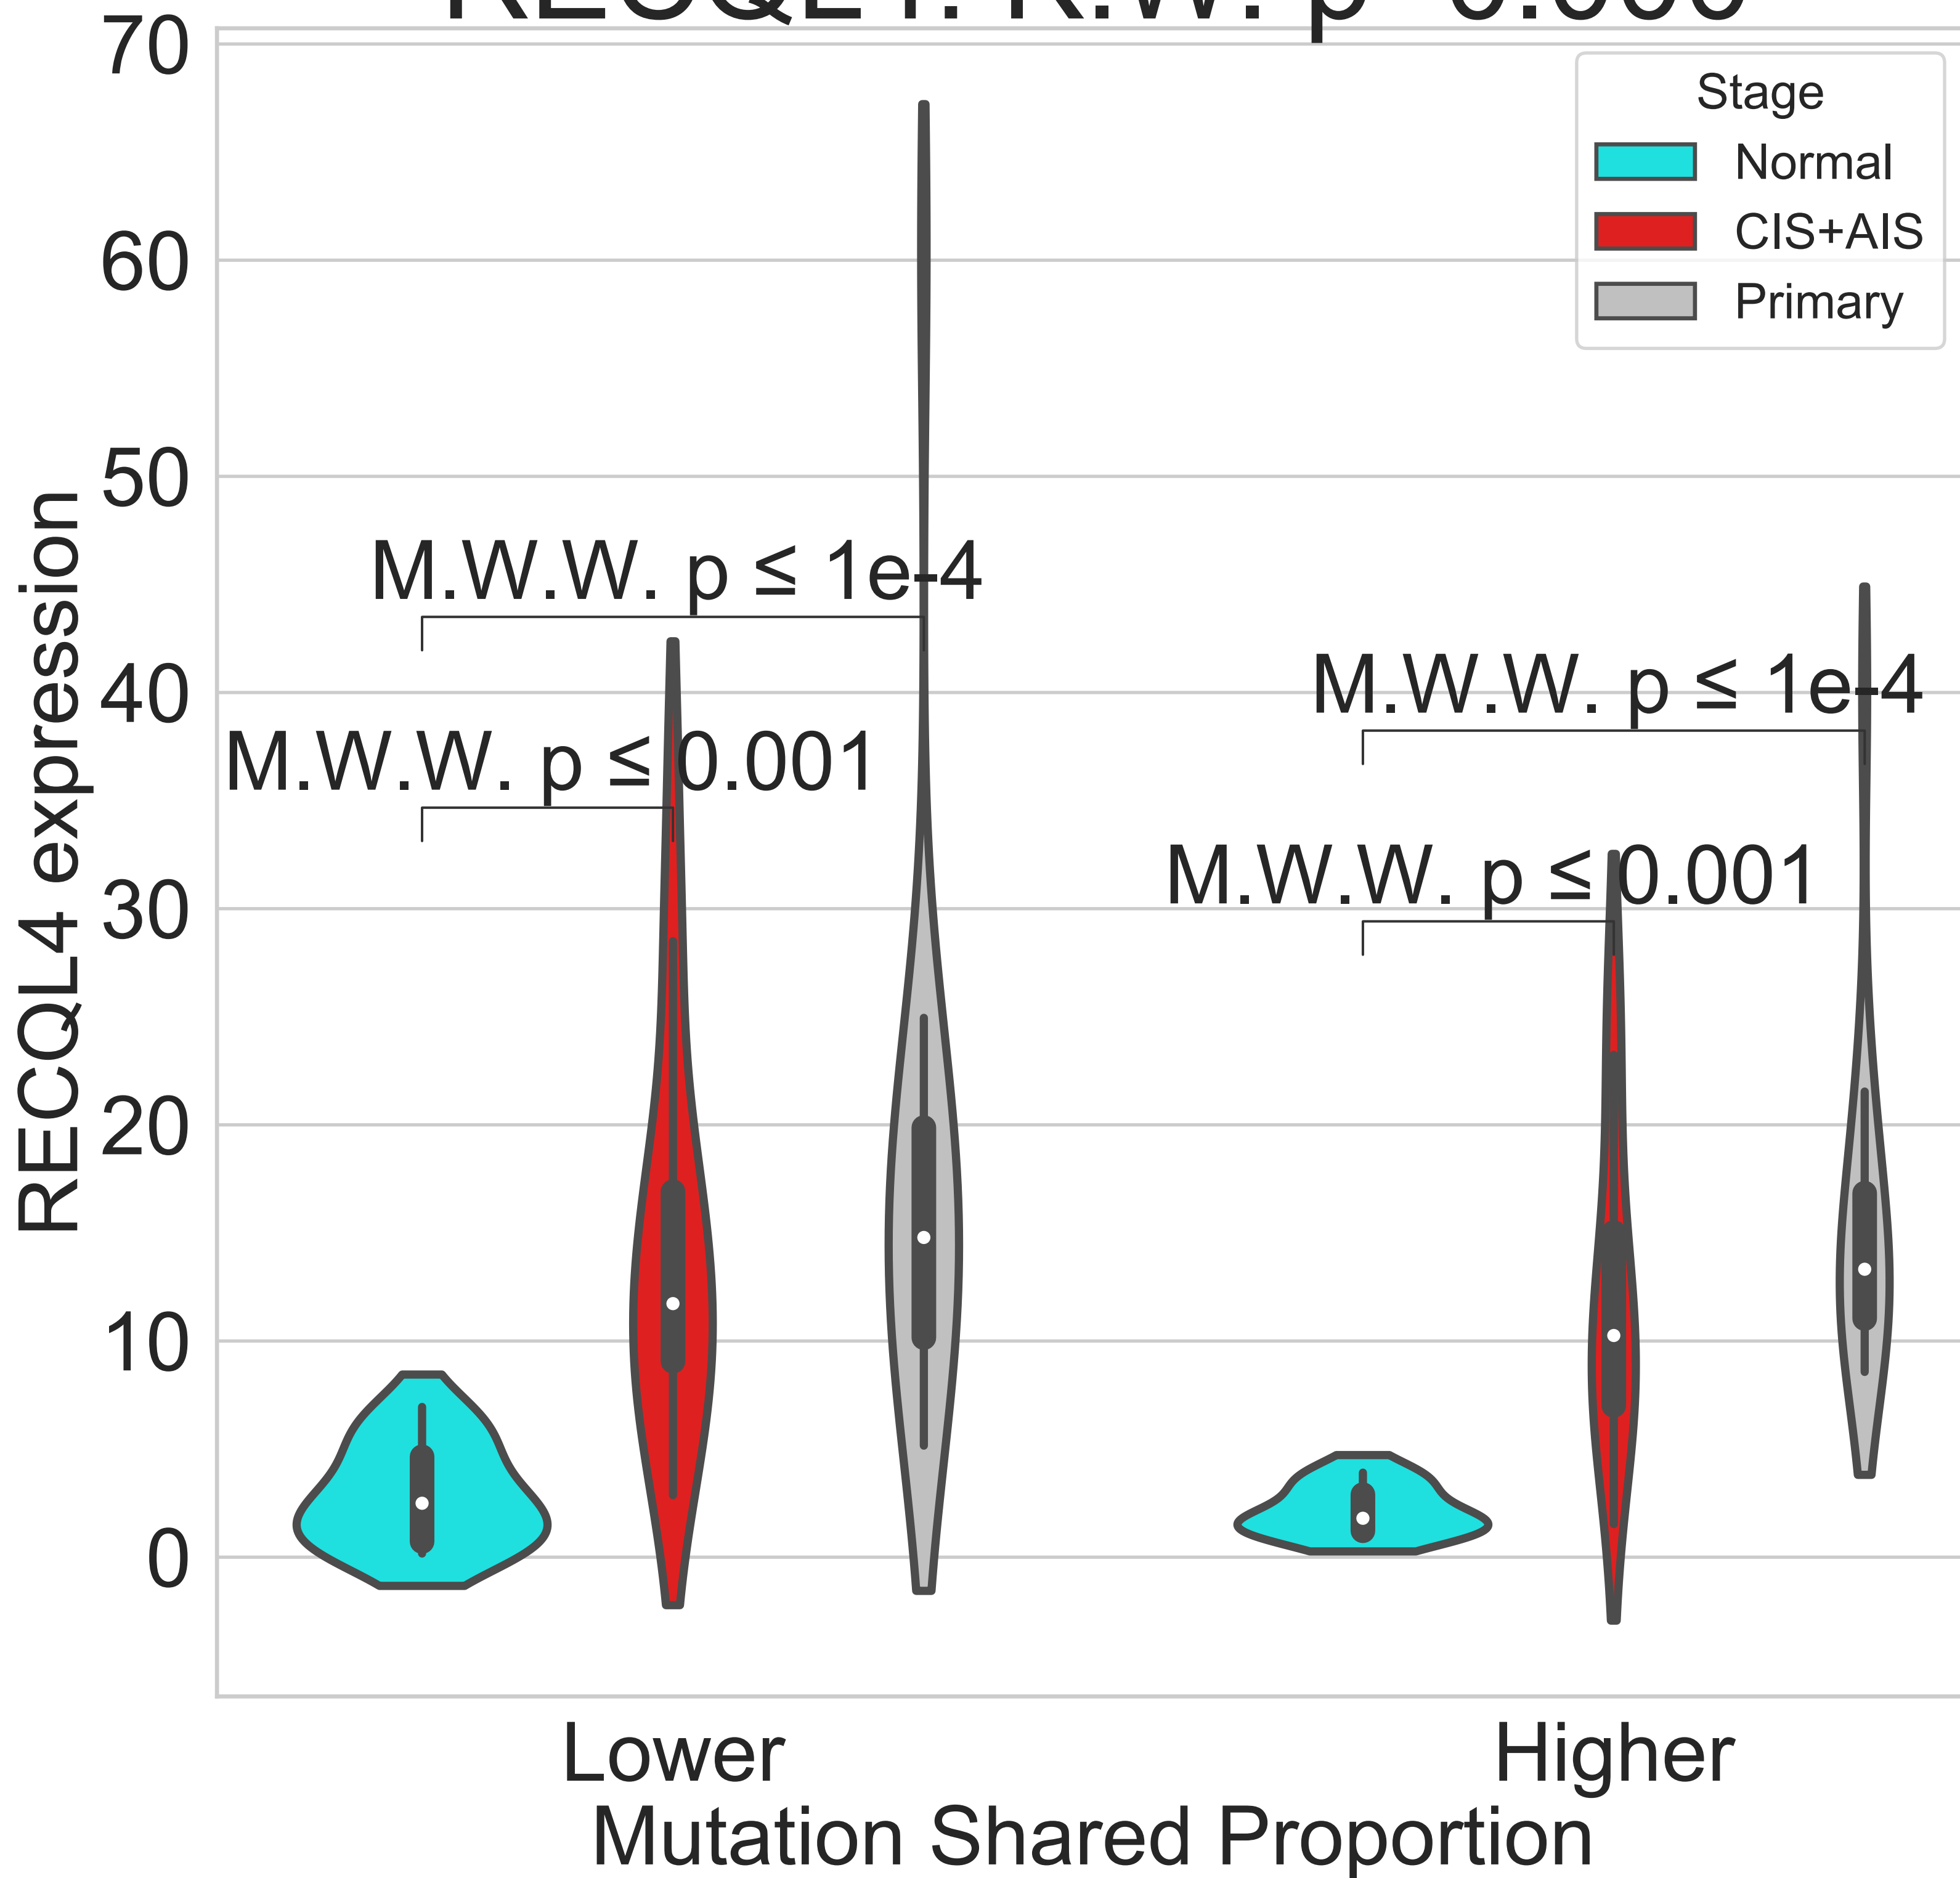 70
60
50
40
30
20
10
0
RECQL4 expression
Stage
Normal
CIS+AIS
Primary
M.W.W. p ≤ 1e-4
M.W.W. p ≤ 0.001
M.W.W. p ≤ 1e-4
M.W.W. p ≤ 0.001
Lower
Higher
Mutation Shared Proportion